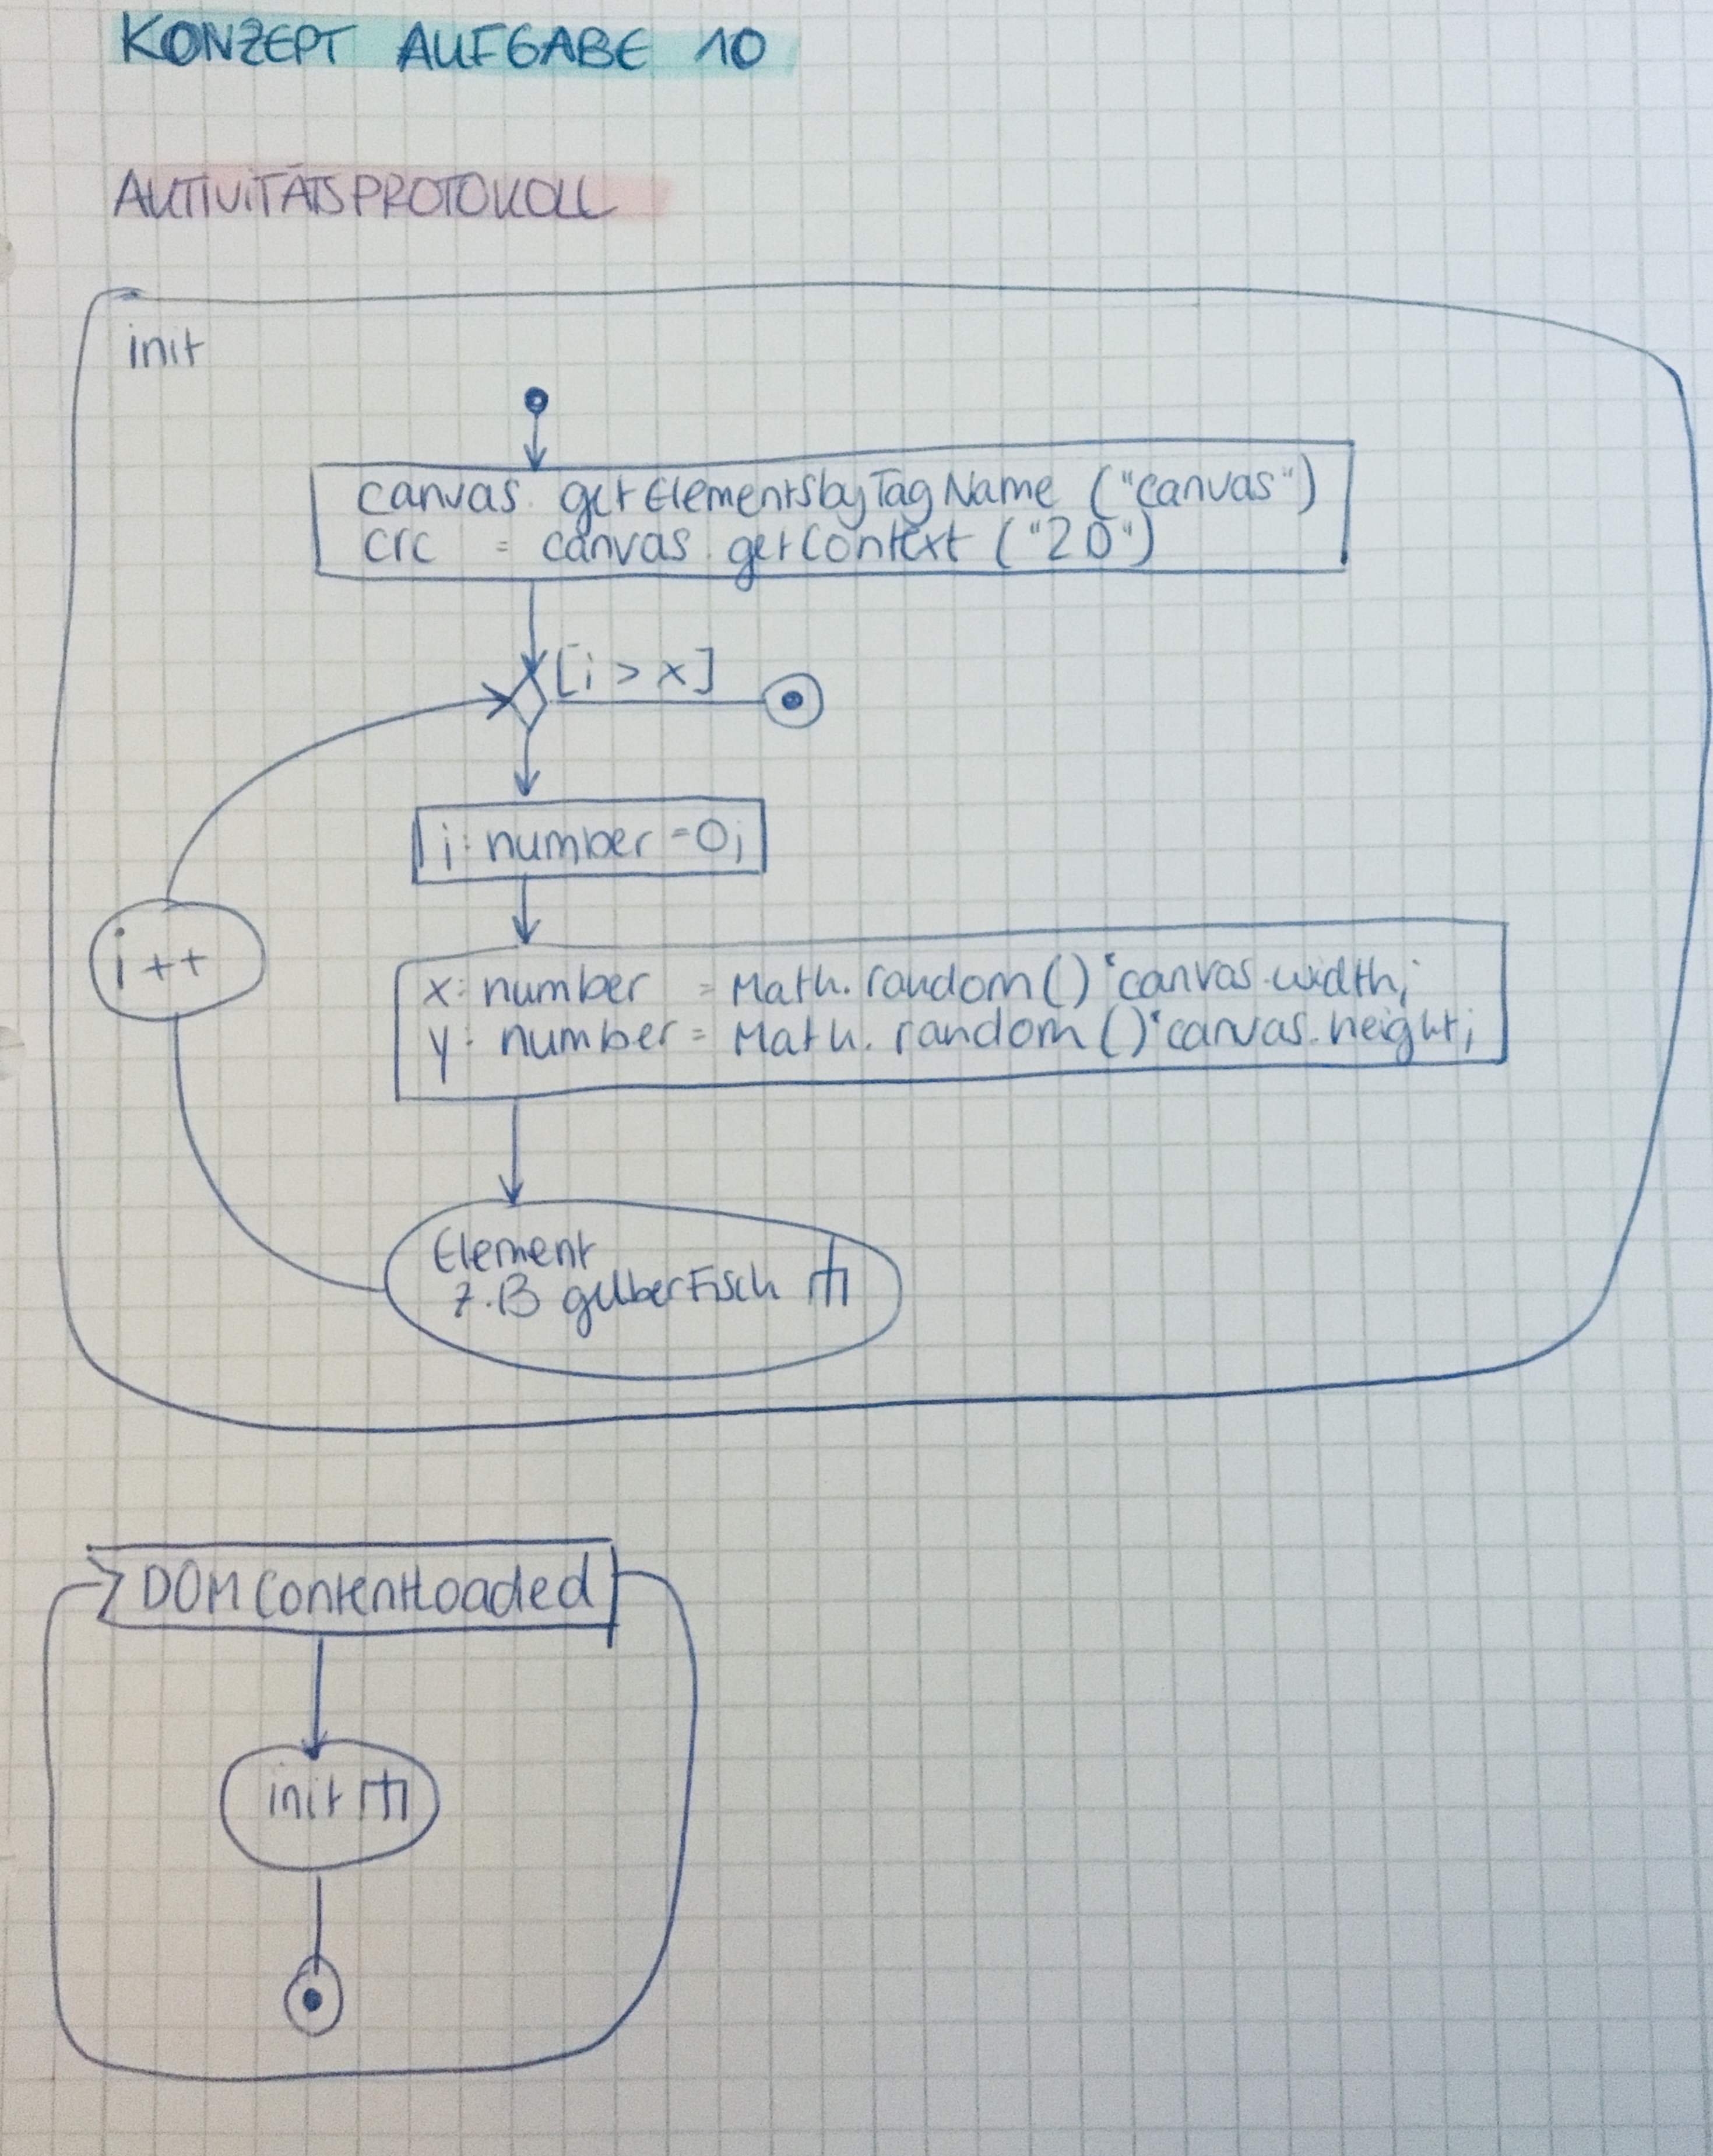 KONZEPT AUFGABE 10
AKTIVITÄTSPROTOKOLL
init
canvas. getElementsbyTagName ("canvas")
crc = canvas.getContext ("2D")
[i > x]
i: number =0;
i ++
x: number = Math.random()*canvas.width;
y: number = Math.random()*canvas.height;
Element
z.B gelberFisch
DOMContentLoaded
init